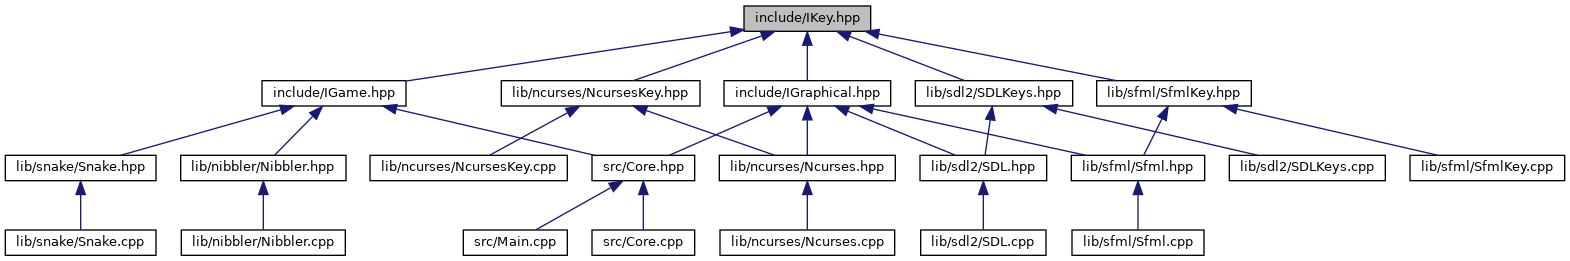 include/IKey.hpp
include/IGame.hpp
lib/ncurses/NcursesKey.hpp
include/IGraphical.hpp
lib/sdl2/SDLKeys.hpp
lib/sfml/SfmlKey.hpp
lib/snake/Snake.hpp
lib/nibbler/Nibbler.hpp
lib/ncurses/NcursesKey.cpp
src/Core.hpp
lib/ncurses/Ncurses.hpp
lib/sdl2/SDL.hpp
lib/sfml/Sfml.hpp
lib/sdl2/SDLKeys.cpp
lib/sfml/SfmlKey.cpp
lib/snake/Snake.cpp
lib/nibbler/Nibbler.cpp
src/Main.cpp
src/Core.cpp
lib/ncurses/Ncurses.cpp
lib/sdl2/SDL.cpp
lib/sfml/Sfml.cpp